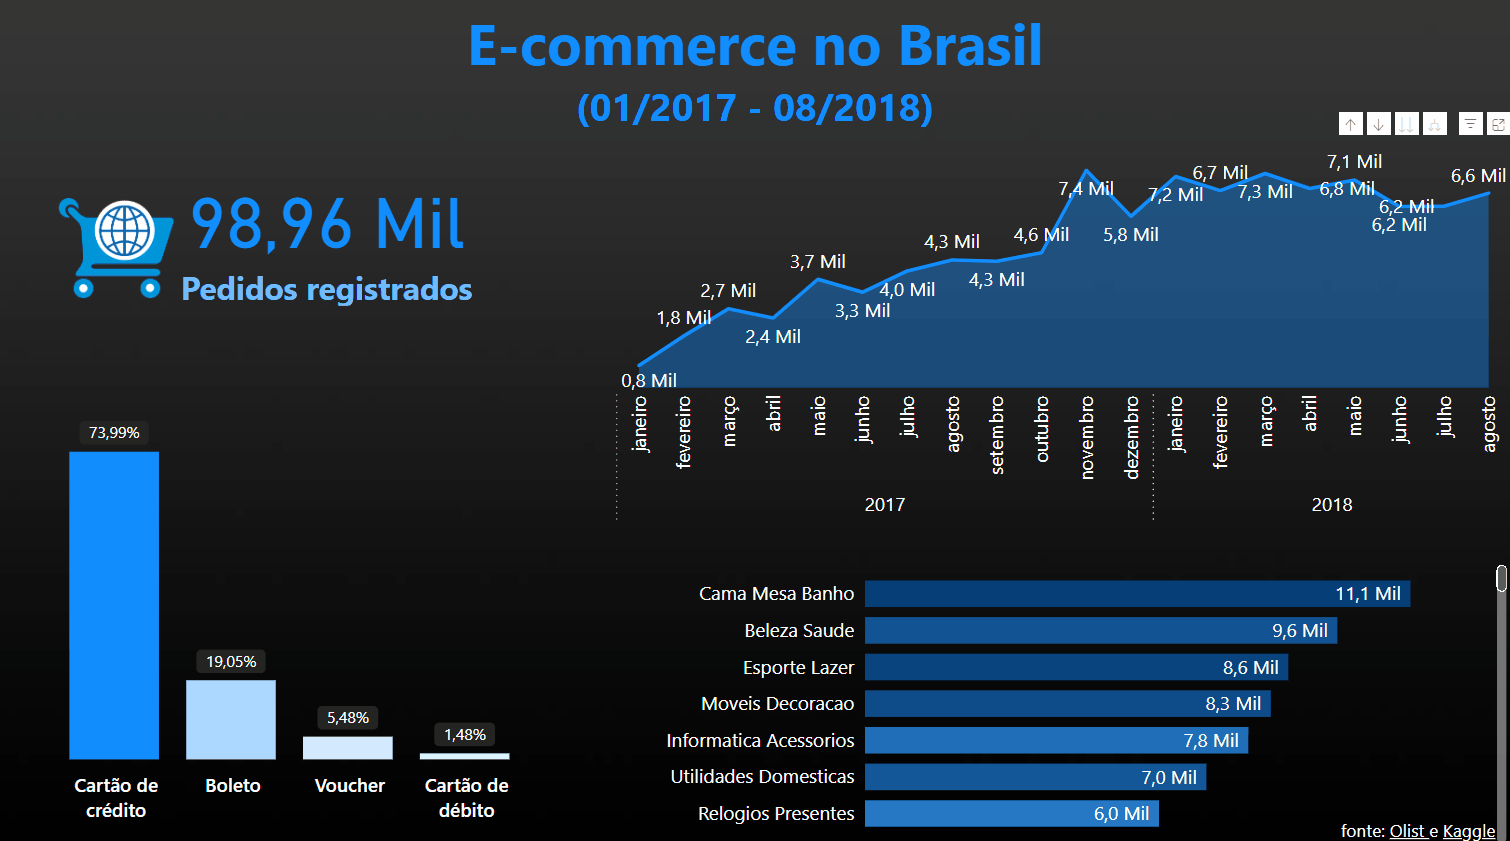 E-commerce no Brasil
(01/2017 - 08/2018)
98,96 Mil
Pedidos registrados
0,8 Mil
1,8 Mil
2,7 Mil
2,4 Mil
3,7 Mil
3,3 Mil
4,0 Mil
4,3 Mil
4,3 Mil
4,6 Mil
7,4 Mil
5,8 Mil
7,2 Mil
6,7 Mil
7,3 Mil
6,8 Mil
7,1 Mil
6,2 Mil
6,2 Mil
6,6 Mil
janeiro
fevereiro
março
abril
maio
junho
julho
agosto
setembro
outubro
novembro
dezembro
janeiro
fevereiro
março
abril
maio
junho
julho
agosto
2017
2018
73,99%
19,05%
5,48%
1,48%
Cartão de
crédito
Boleto
Voucher
Cartão de
débito
Cama Mesa Banho 11,1 Mil
Beleza Saude 9,6 Mil
Esporte Lazer 8,6 Mil
Moveis Decoracao 8,3 Mil
Informatica Acessorios 7,8 Mil
Utilidades Domesticas 7,0 Mil
Relogios Presentes 6,0 Mil
fonte: Olist e Kaggle